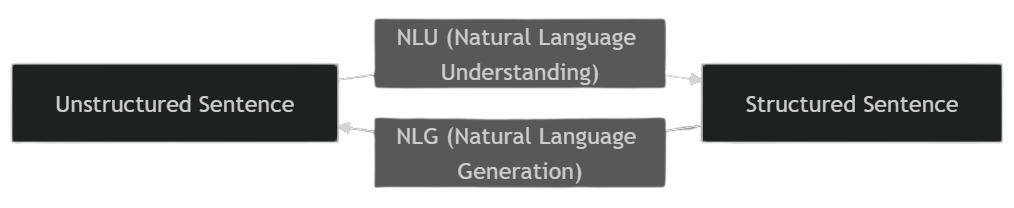 NLU (Natural Language
Understanding)
Unstructured Sentence
Structured Sentence
NLG (Natural Language
Generation)